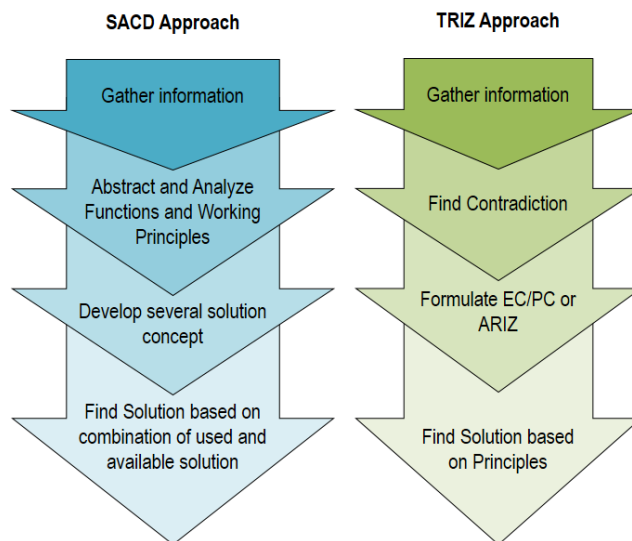 SACD Approach
Gather information
Abstract and Analyze
Functions and Working
Principles
Develop several solution
concept
Find Solution based on
combination of used and
available solution
TRIZ Approach
Gather information
Find Contradiction
Formulate EC/PC or
ARIZ
Find Solution based
on Principles